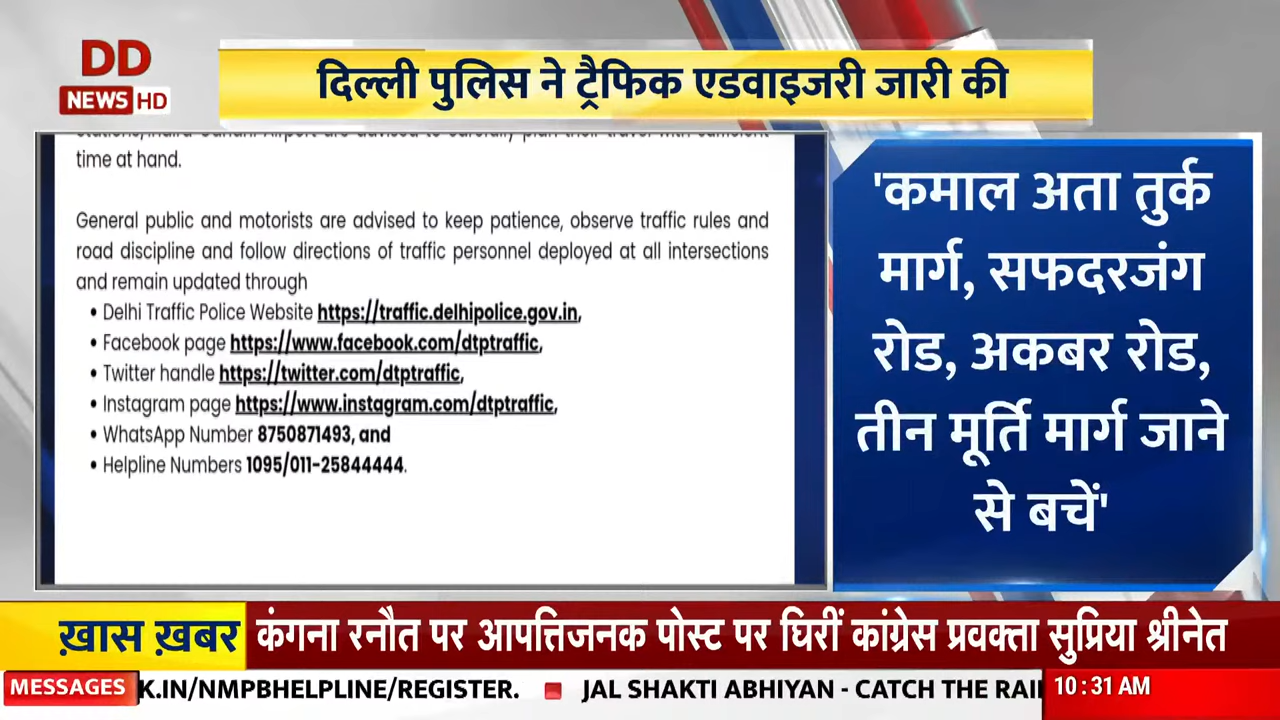 DD
NEWS HD
दिल्ली पुलिस ने ट्रैफिक एडवाइजरी जारी की
time at hand.
General public and motorists are advised to keep patience, observe traffic rules and
road discipline and follow directions of traffic personnel deployed at all intersections
and remain updated through
• Delhi Traffic Police Website https://traffic.delhipolice.gov.in,
• Facebook page https://www.facebook.com/dtptraffic,
• Twitter handle https://twitter.com/dtptraffic,
• Instagram page https://www.instagram.com/dtptraffic,
• WhatsApp Number 8750871493, and
• Helpline Numbers 1095/011-25844444.
'कमाल अता तुर्क
मार्ग, सफदरजंग
रोड, अकबर रोड,
तीन मूर्ति मार्ग जाने
से बचें'
ख़ास ख़बर
कंगना रनौत पर आपत्तिजनक पोस्ट पर घिरीं कांग्रेस प्रवक्ता सुप्रिया श्रीनेत
MESSAGES
K.IN/NMPBHELPLINE/REGISTER. JAL SHAKTI ABHIYAN - CATCH THE
10:31 AM